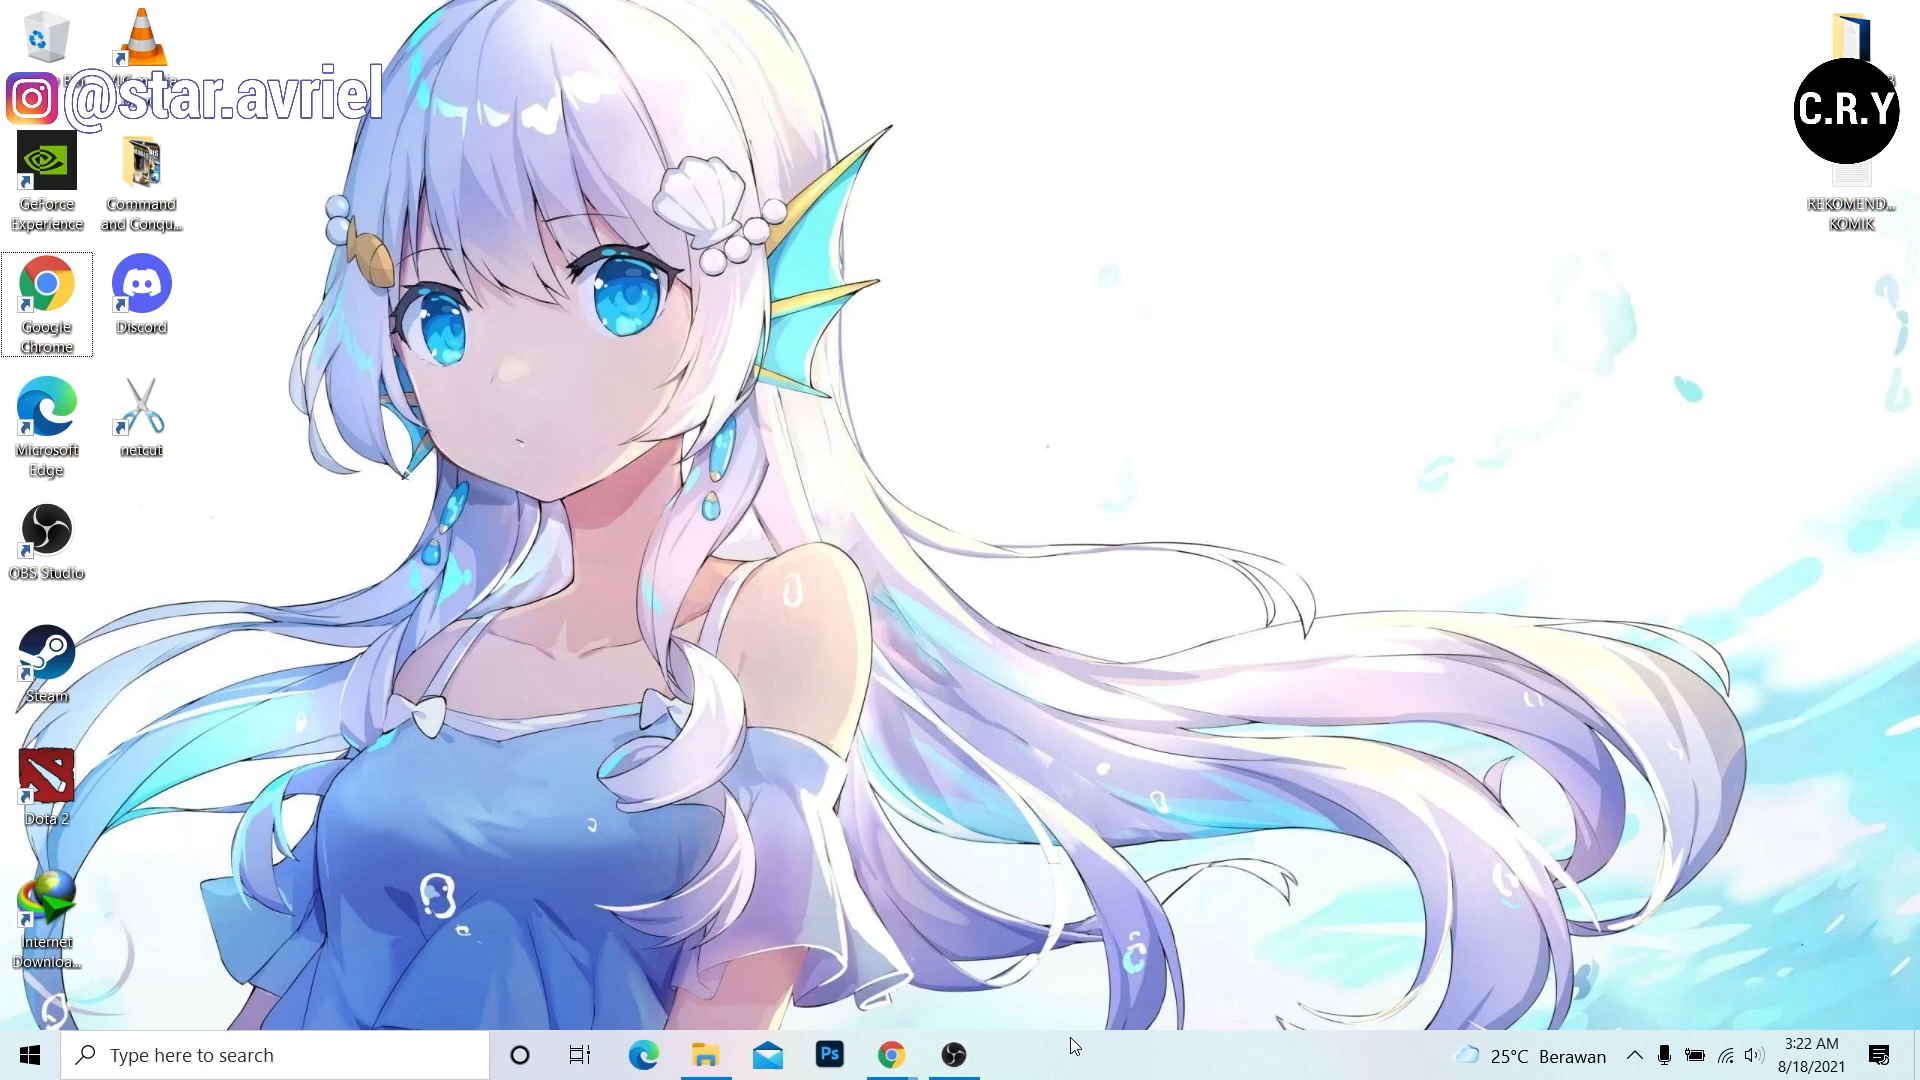 @star.avriel
C.R.Y
GeForce
Experience
Command
and Conqu...
REKOMEND...
KOMIK
Google
Chrome
Discord
Microsoft
Edge
netcut
OBS Studio
Steam
Dota 2
Internet
Downloa...
Type here to search
Ps
25°C Berawan
3:22 AM
8/18/2021